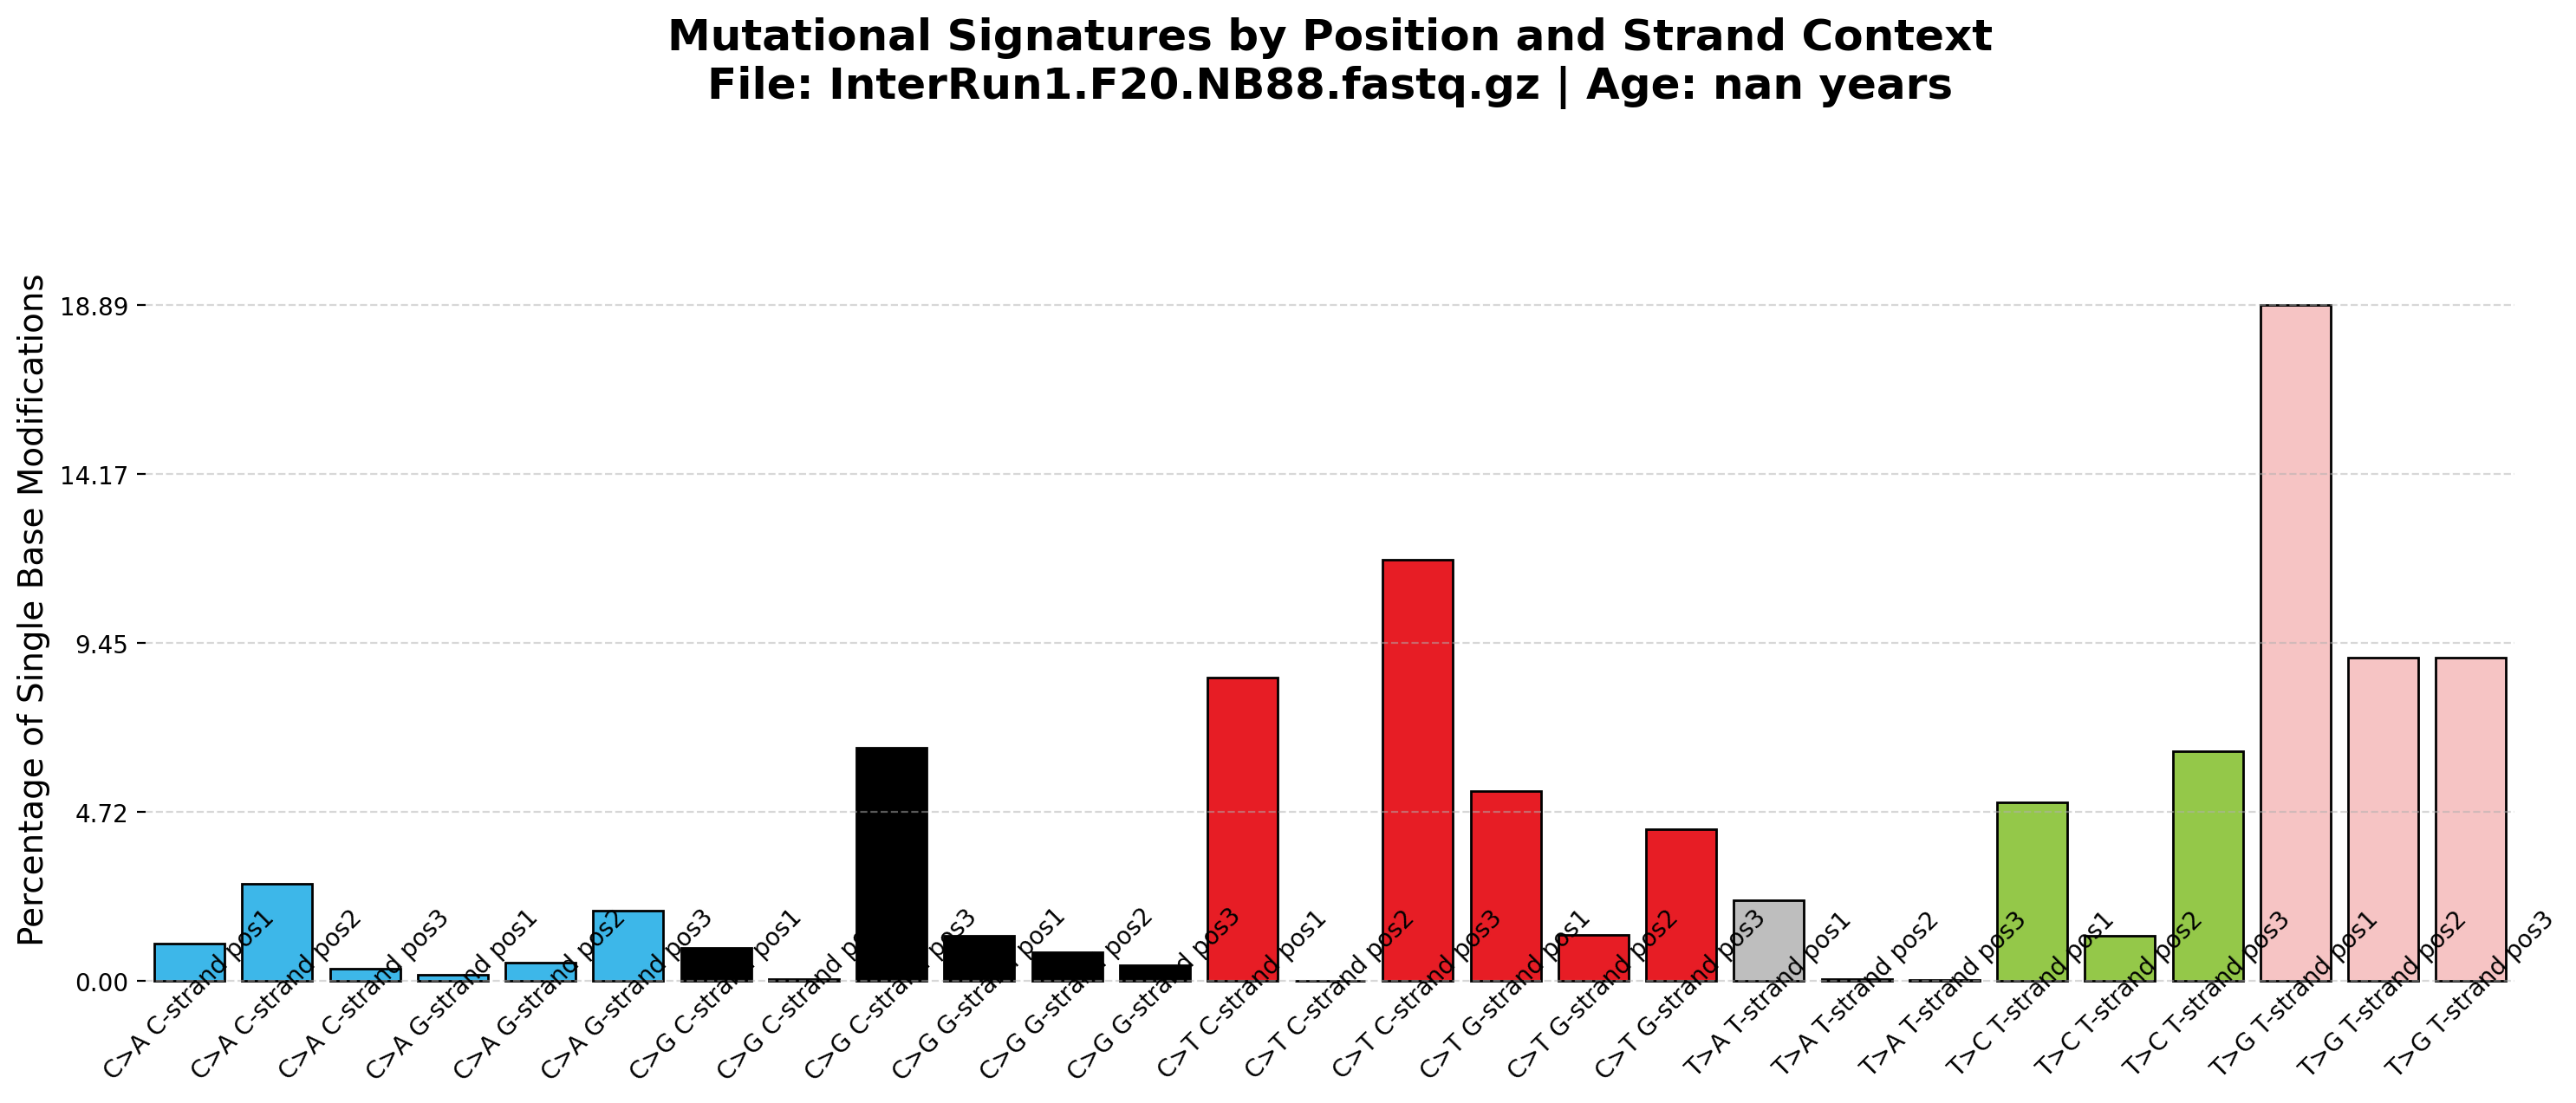 Mutational Signatures by Position and Strand Context
File: InterRun1.F20.NB88.fastq.gz | Age: nan years
Percentage of Single Base Modifications
18.89
14.17
9.45
4.72
0.00
C>A C-strand pos1
C>A C-strand pos2
C>A C-strand pos3
C>A G-strand pos1
C>A G-strand pos2
C>A G-strand pos3
C>G C-strand pos1
C>G C-strand pos2
C>G C-strand pos3
C>G G-strand pos1
C>G G-strand pos2
C>G G-strand pos3
C>T C-strand pos1
C>T C-strand pos2
C>T C-strand pos3
C>T G-strand pos1
C>T G-strand pos2
C>T G-strand pos3
T>A T-strand pos1
T>A T-strand pos2
T>A T-strand pos3
T>C T-strand pos1
T>C T-strand pos2
T>C T-strand pos3
T>G T-strand pos1
T>G T-strand pos2
T>G T-strand pos3